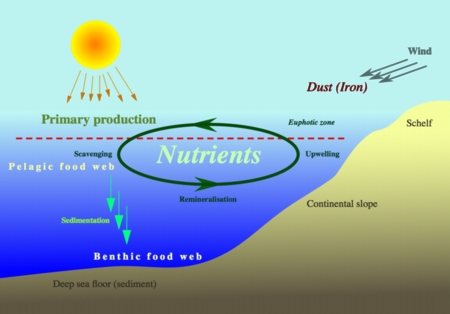 Wind
Dust (Iron)
Primary production
Euphotic zone
Schelf
Scavenging
Nutrients
Upwelling
Pelagic food web
Remineralisation
Continental slope
Sedimentation
Benthic food web
Deep sea floor (sediment)